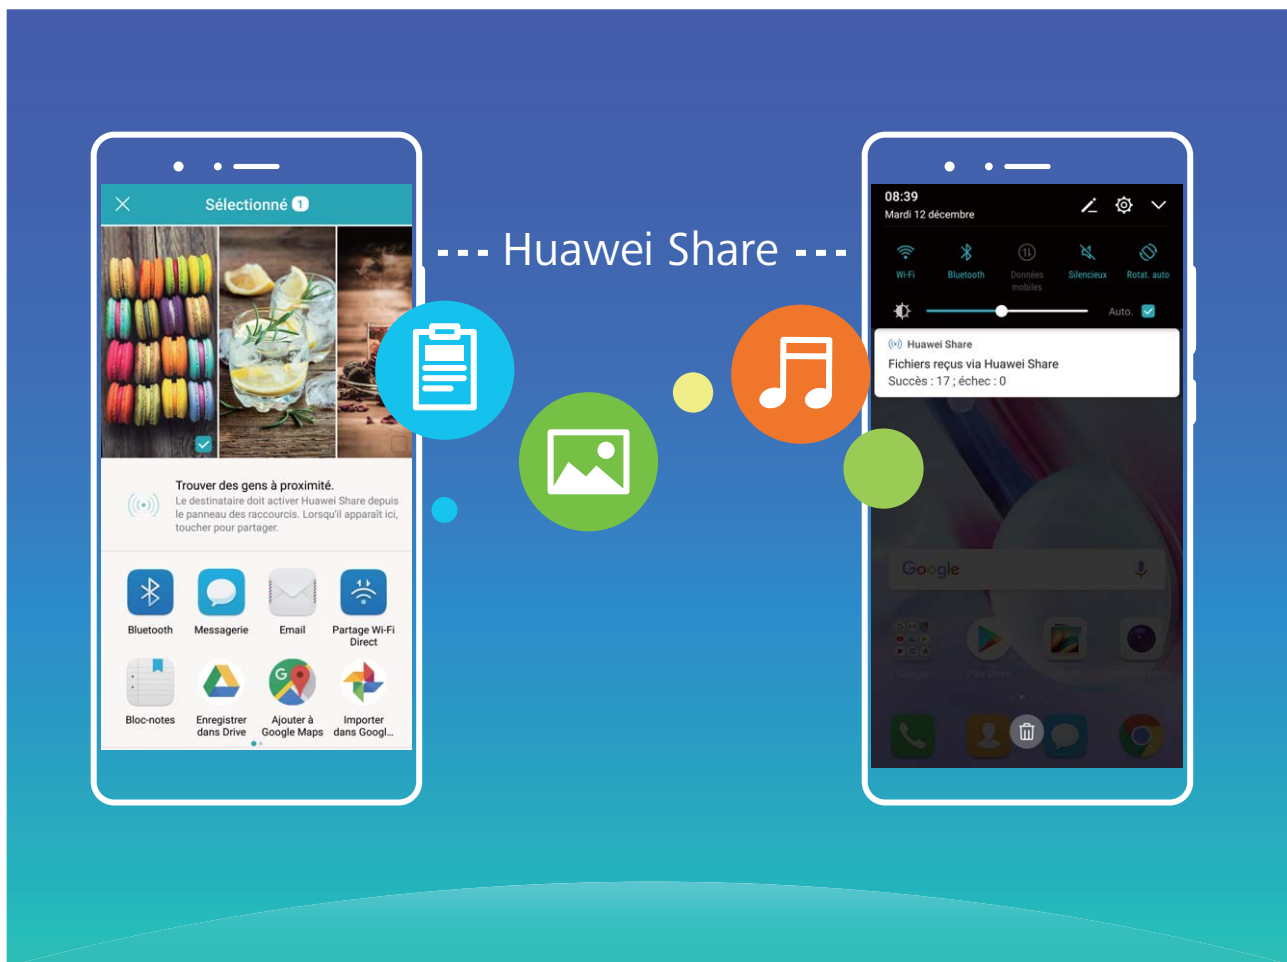 Sélectionné 1
Trouver des gens à proximité.
Le destinataire doit activer Huawei Share depuis
le panneau des raccourcis. Lorsqu'il apparaît ici,
toucher pour partager.
Bluetooth
Messagerie
Email
Partage Wi-Fi
Direct
Bloc-notes
Enregistrer
dans Drive
Ajouter à
Google Maps
Importer
dans Googl...
--- Huawei Share ---
08:39
Mardi 12 décembre
Wi-Fi
Bluetooth
Données
mobiles
Silencieux
Rotat. auto
Auto.
Huawei Share
Fichiers reçus via Huawei Share
Succès : 17 ; échec : 0
Google
Google
Play Store